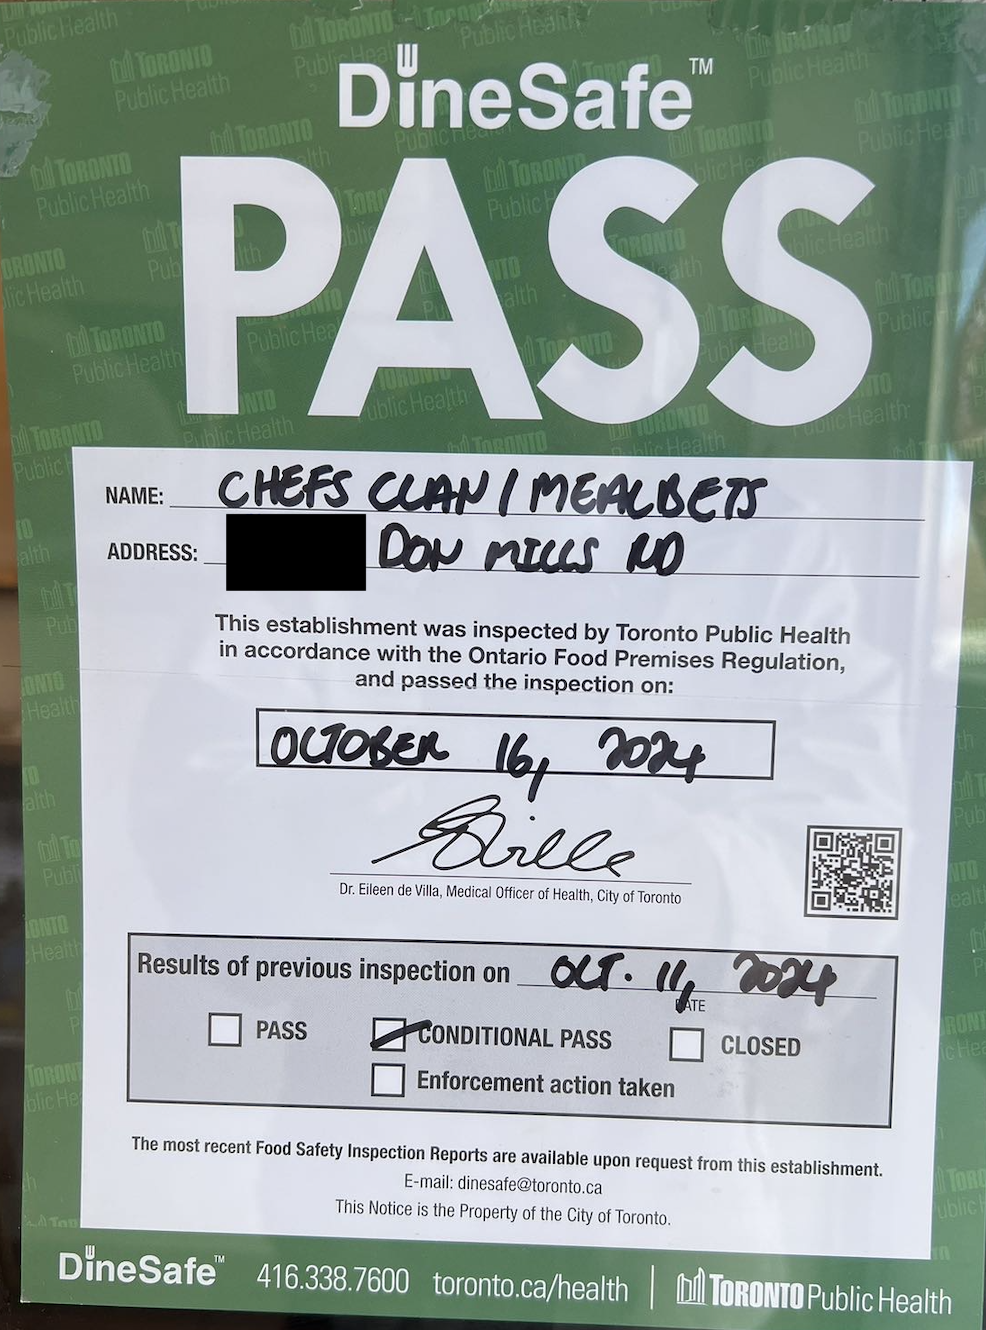 DineSafe™
PASS
NAME: CHEFS CLAN / MEALBETS
ADDRESS: DON MILLS RD
This establishment was inspected by Toronto Public Health
in accordance with the Ontario Food Premises Regulation,
and passed the inspection on:
OCTOBER 16, 2024
Dr. Eileen de Villa, Medical Officer of Health, City of Toronto
Results of previous inspection on OCT. 11, 2024
DATE
PASS CONDITIONAL PASS CLOSED
Enforcement action taken
The most recent Food Safety Inspection Reports are available upon request from this establishment.
E-mail: dinesafe@toronto.ca
This Notice is the Property of the City of Toronto.
DineSafe™ 416.338.7600 toronto.ca/health | TORONTO Public Health